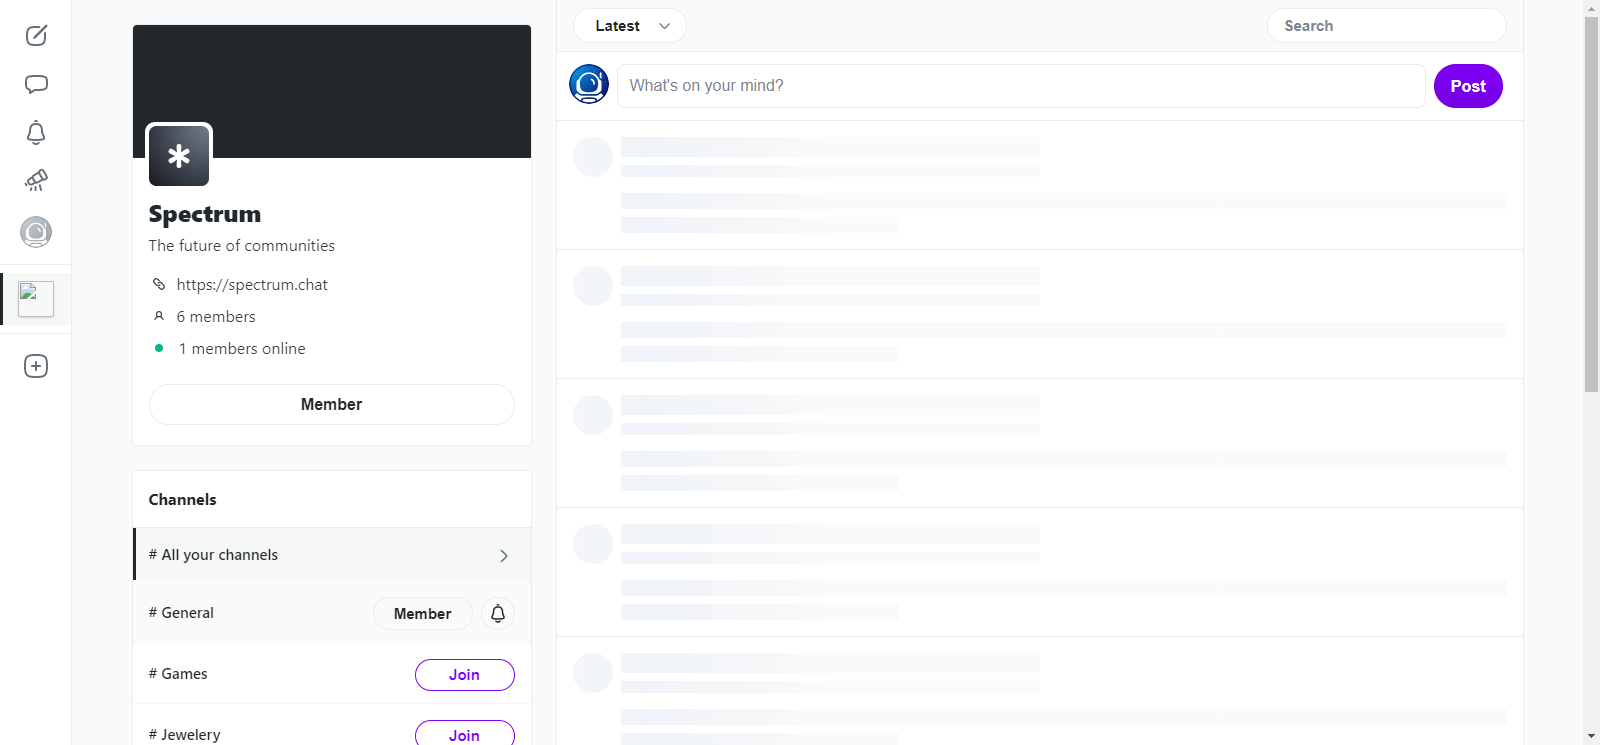 Latest
Search
What's on your mind?
Post
Spectrum
The future of communities
https://spectrum.chat
6 members
1 members online
Member
Channels
# All your channels
# General
Member
# Games
Join
# Jewelery
Join